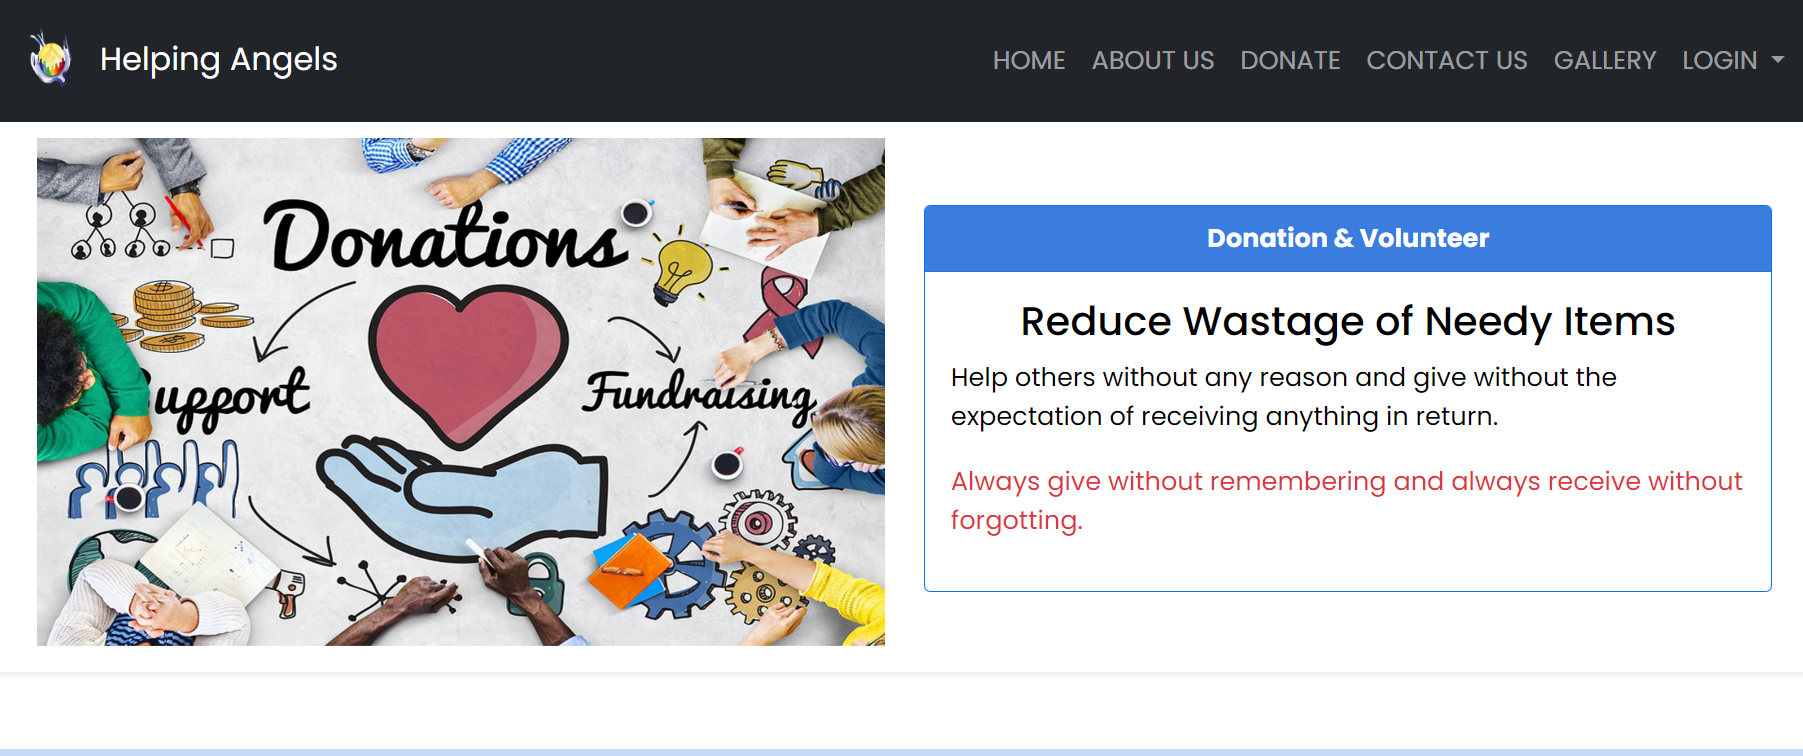 Helping Angels
HOME ABOUT US DONATE CONTACT US GALLERY LOGIN
Donations
upport
Fundraising
Donation & Volunteer
Reduce Wastage of Needy Items
Help others without any reason and give without the
expectation of receiving anything in return.
Always give without remembering and always receive without
forgotting.